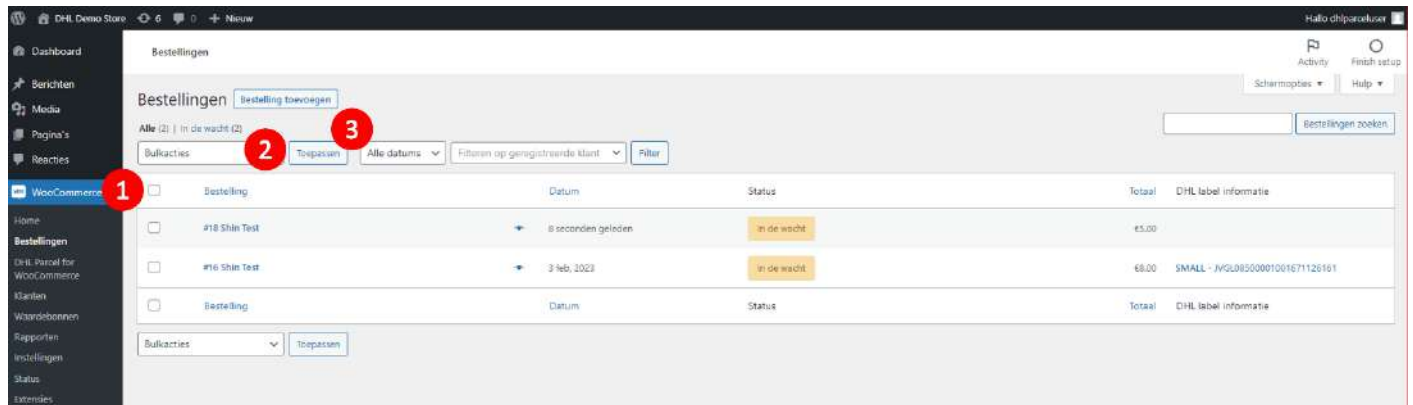 DHL Demo Store 6 0 + Nieuw Hallo dhlparceluser
Dashboard
Berichten
Media
Pagina's
Reacties
WooCommerce
Home
Bestellingen
DHL Parcel for
WooCommerce
Klanten
Waardebonnen
Rapporten
Instellingen
Status
Extensies
Bestellingen
Activity Finish setup
Schermopties Hulp
Bestellingen Bestelling toevoegen
Alle (2) | In de wacht (2)
Bestellingen zoeken
Bulkacties Toepassen Alle datums Filteren op geregistreerde klant Filter
1 2 3
Bestelling Datum Status Totaal DHL label informatie
#18 Shin Test 8 seconden geleden In de wacht €5.00
#16 Shin Test 3 feb, 2023 In de wacht €8.00 SMALL - JVGL08500001001671126161
Bestelling Datum Status Totaal DHL label informatie
Bulkacties Toepassen